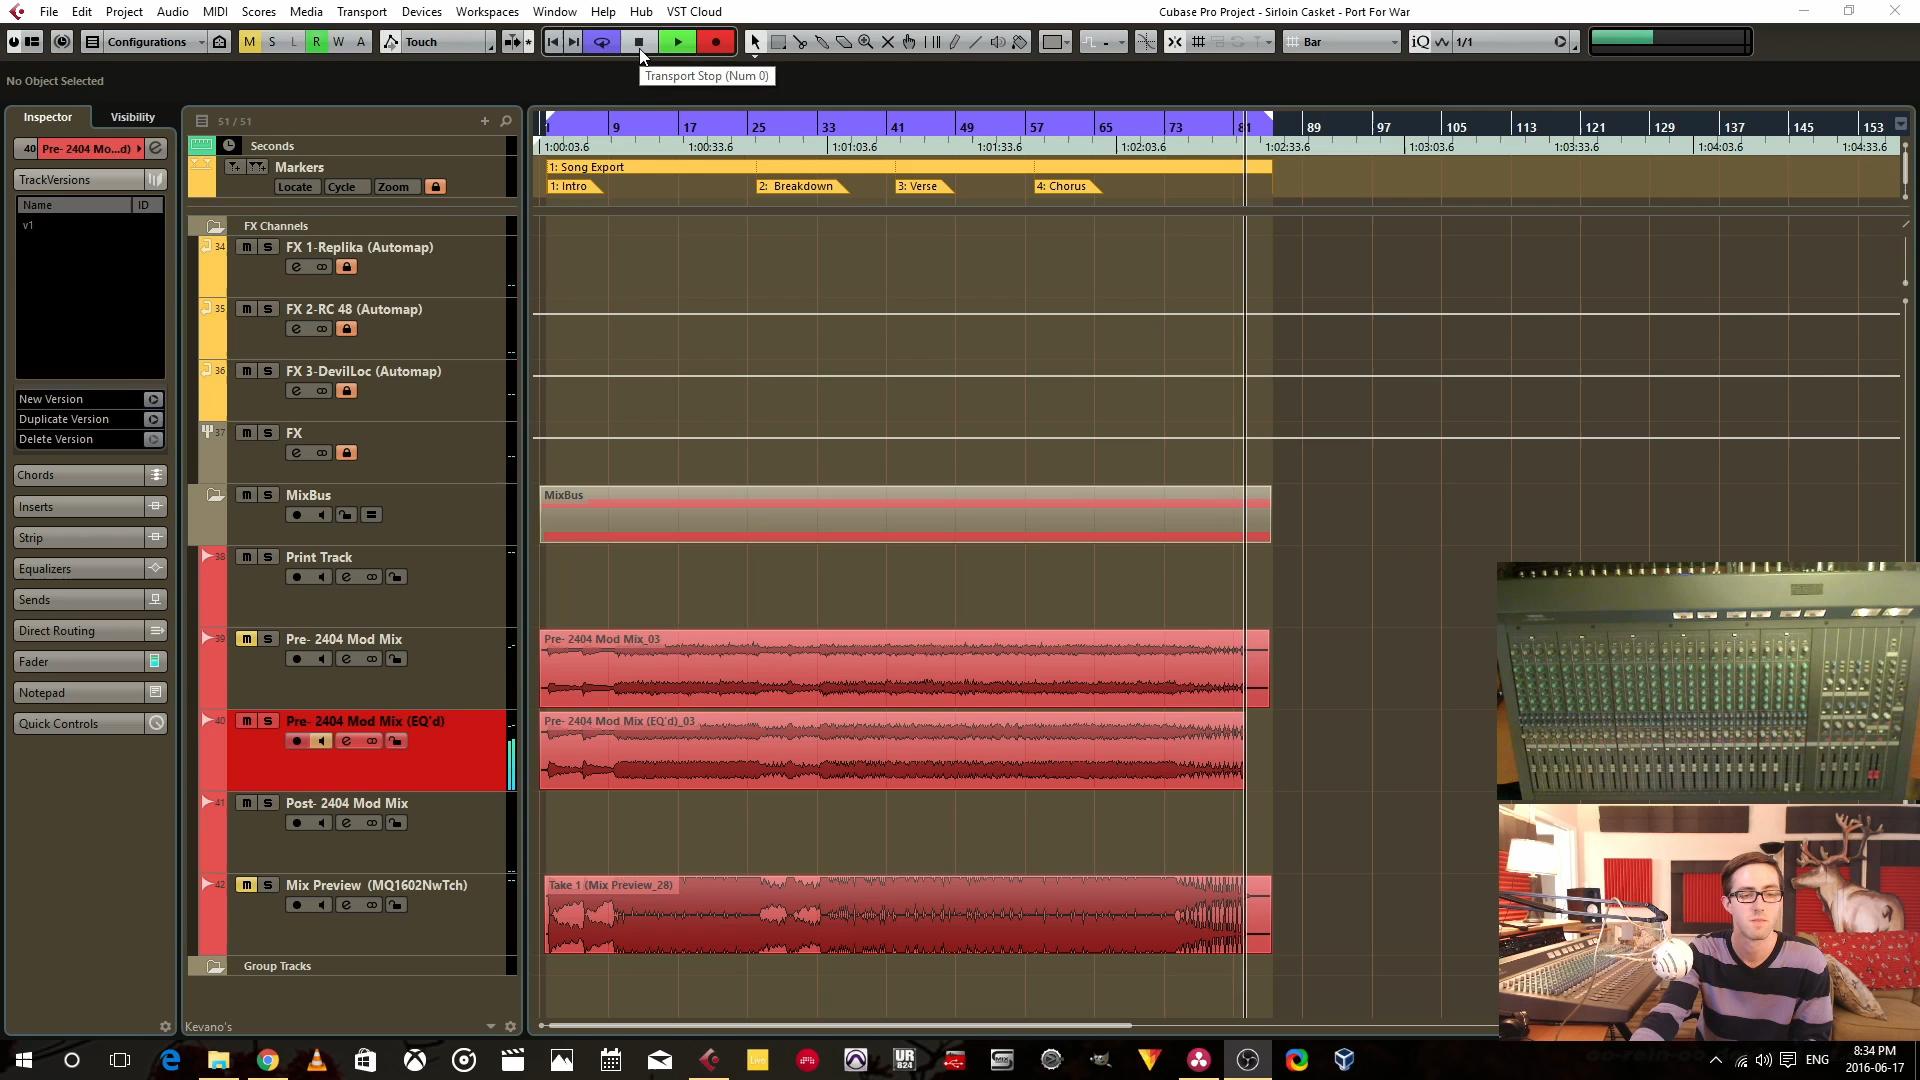 File Edit Project Audio MIDI Scores Media Transport Devices Workspaces Window Help Hub VST Cloud
Cubase Pro Project - Sirloin Casket - Port For War
Configurations M S L R W A Touch Bar iQ 1/1
Transport Stop (Num 0)
No Object Selected
Inspector Visibility
51 / 51
40 Pre- 2404 Mo...d)
TrackVersions
Name ID
v1
New Version
Duplicate Version
Delete Version
Chords
Inserts
Strip
Equalizers
Sends
Direct Routing
Fader
Notepad
Quick Controls
Seconds
Markers
Locate Cycle Zoom
FX Channels
34 m S FX 1-Replika (Automap)
35 m S FX 2-RC 48 (Automap)
36 m S FX 3-DevilLoc (Automap)
37 m S FX
m S MixBus
38 m S Print Track
39 m S Pre- 2404 Mod Mix
40 m S Pre- 2404 Mod Mix (EQ'd)
41 m S Post- 2404 Mod Mix
42 m S Mix Preview (MQ1602NwTch)
Group Tracks
Kevano's
1 9 17 25 33 41 49 57 65 73 81 89 97 105 113 121 129 137 145 153
1:00:03.6 1:00:33.6 1:01:03.6 1:01:33.6 1:02:03.6 1:02:33.6 1:03:03.6 1:03:33.6 1:04:03.6 1:04:33.6
1: Song Export
1: Intro 2: Breakdown 3: Verse 4: Chorus
MixBus
Pre- 2404 Mod Mix_03
Pre- 2404 Mod Mix (EQ'd)_03
Take 1 (Mix Preview_28)
UR 824
ENG
8:34 PM
2016-06-17